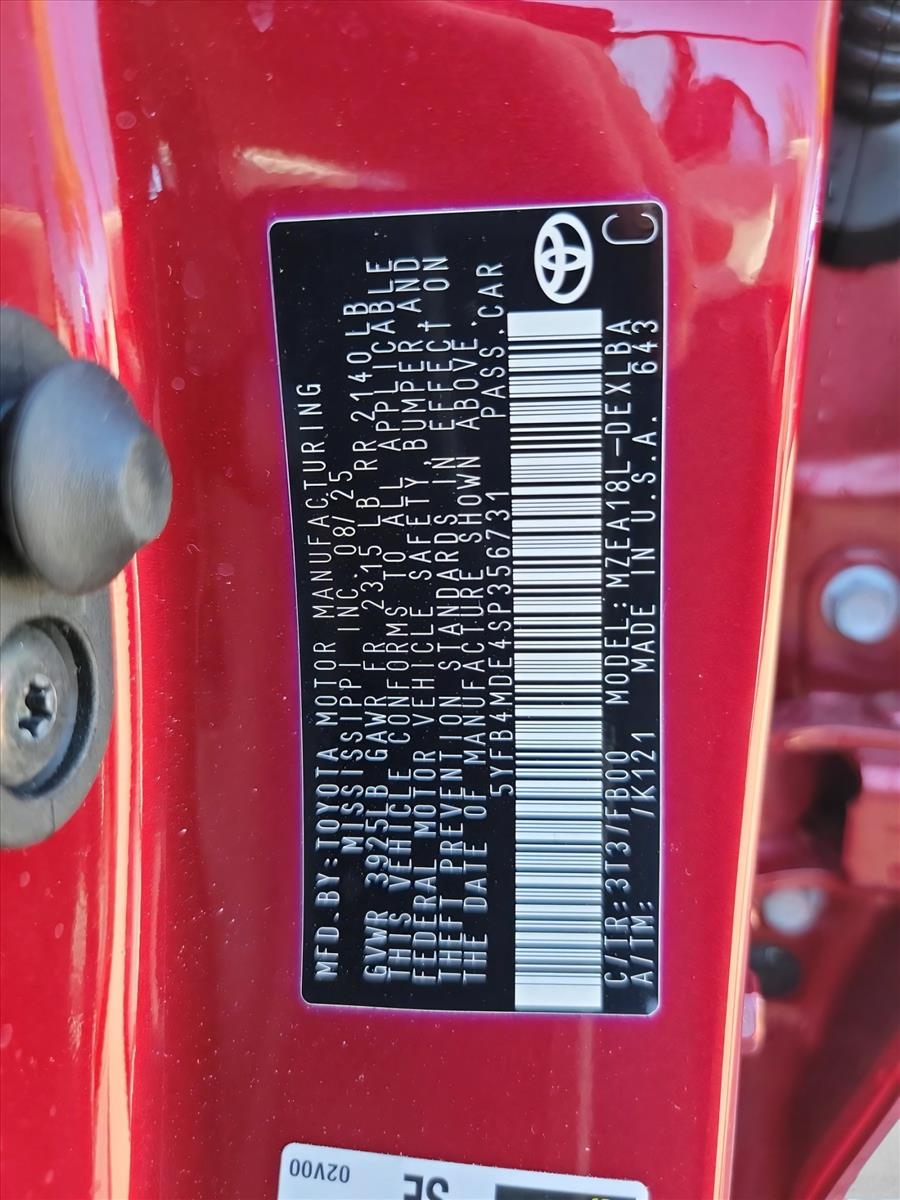 MFD.BY:TOYOTA MOTOR MANUFACTURING
MISSISSIPPI INC.08/25
GVWR 3925LB GAWR FR 2315 LB RR 2140 LB
THIS VEHICLE CONFORMS TO ALL APPLICABLE
FEDERAL MOTOR VEHICLE SAFETY, BUMPER AND
THEFT PREVENTION STANDARDS IN EFFECT ON
THE DATE OF MANUFACTURE SHOWN ABOVE.
5YFB4MDE4SP356731 PASS.CAR
C/TR:3T3/FB00 MODEL:MZEA18L-DEXLBA
A/TM: /K121 MADE IN U.S.A. 643
C
02V00
SE